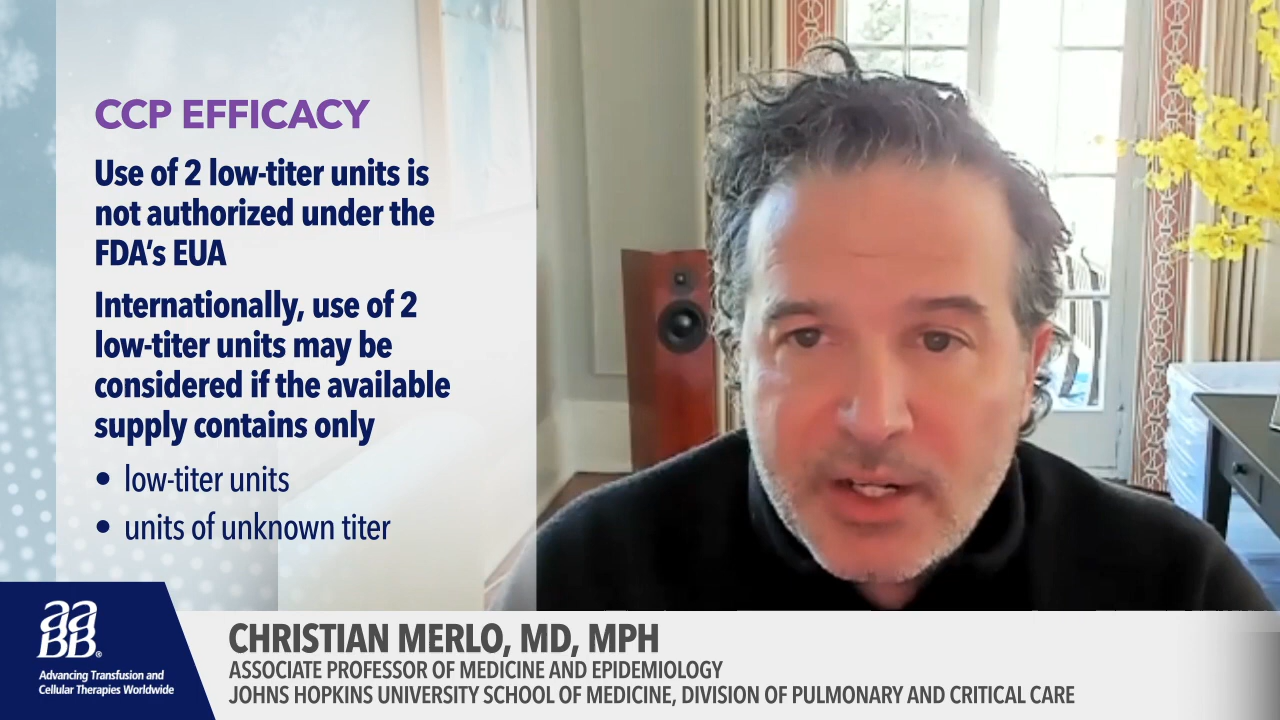 CCP EFFICACY
Use of 2 low-titer units is
not authorized under the
FDA's EUA
Internationally, use of 2
low-titer units may be
considered if the available
supply contains only
• low-titer units
• units of unknown titer
aaBB®
Advancing Transfusion and
Cellular Therapies Worldwide
CHRISTIAN MERLO, MD, MPH
ASSOCIATE PROFESSOR OF MEDICINE AND EPIDEMIOLOGY
JOHNS HOPKINS UNIVERSITY SCHOOL OF MEDICINE, DIVISION OF PULMONARY AND CRITICAL CARE